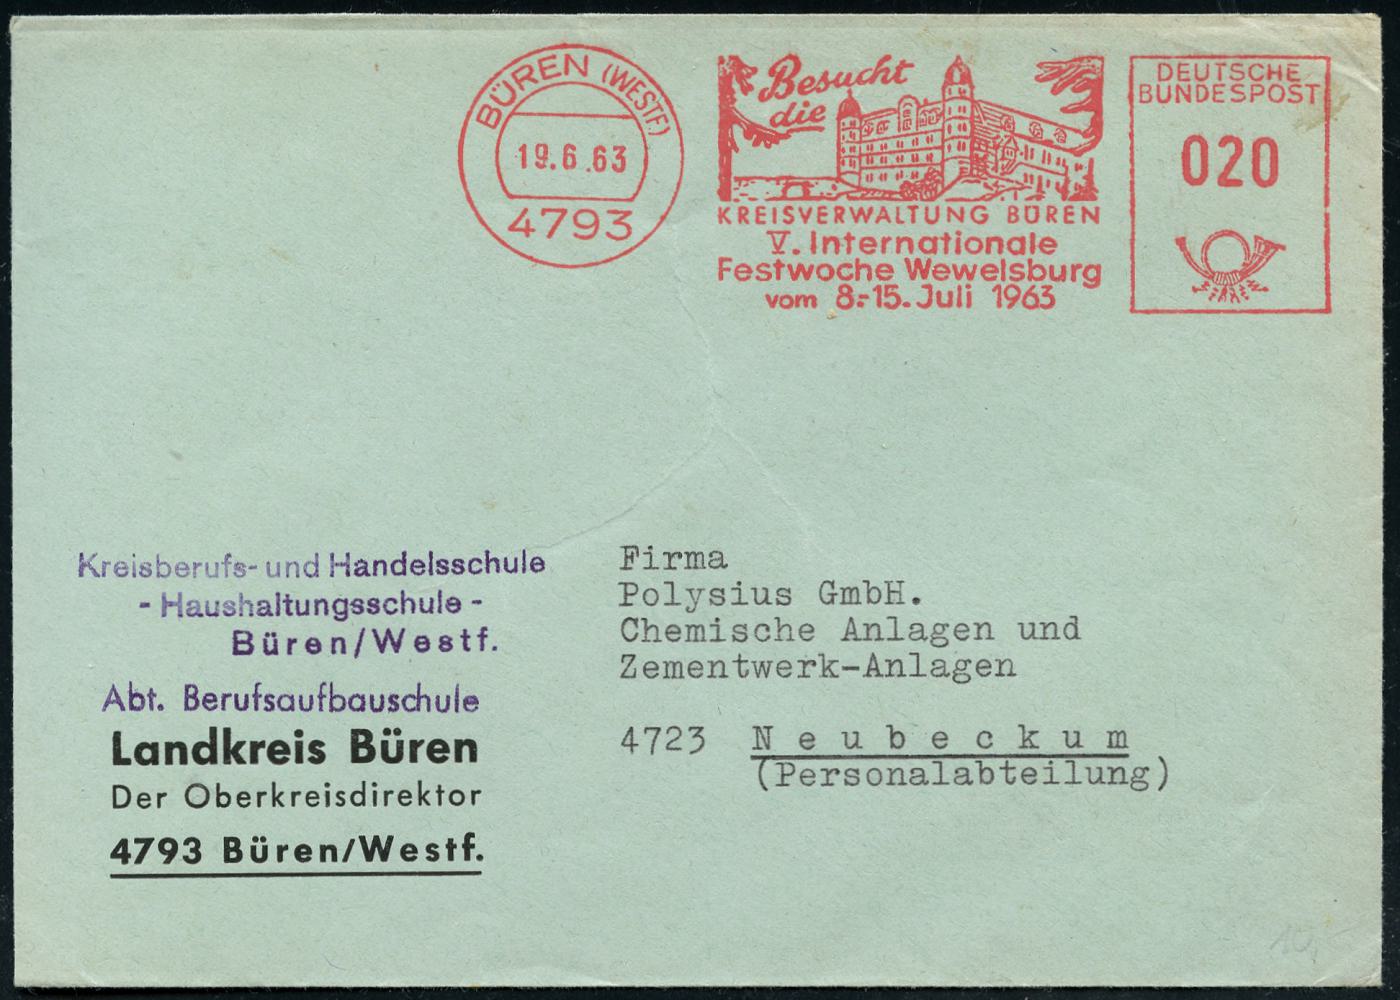 BÜREN (WESTF.)
19.6.63
4793
Besucht
die
KREISVERWALTUNG BÜREN
V. Internationale
Festwoche Wewelsburg
vom 8.-15. Juli 1963
DEUTSCHE
BUNDESPOST
020
Kreisberufs- und Handelsschule
- Haushaltungsschule -
Büren/Westf.
Abt. Berufsaufbauschule
Landkreis Büren
Der Oberkreisdirektor
4793 Büren/Westf.
Firma
Polysius GmbH.
Chemische Anlagen und
Zementwerk-Anlagen
4723 Neubeckum
(Personalabteilung)
10,-